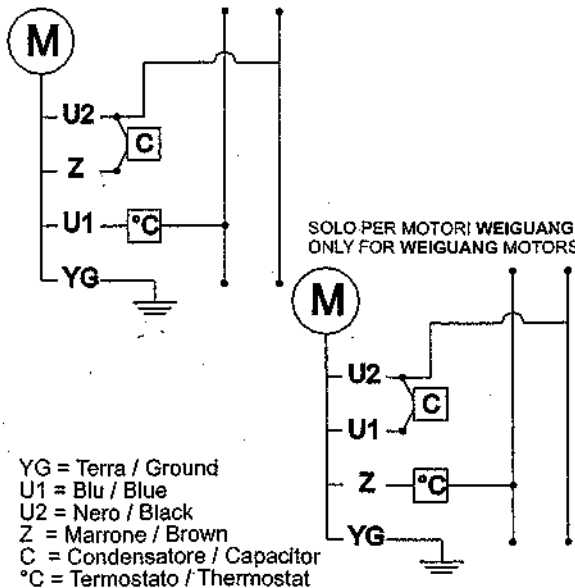 M
U2
C
Z
U1
°C
YG
SOLO PER MOTORI WEIGUANG
ONLY FOR WEIGUANG MOTORS
M
U2
C
U1
Z
°C
YG
YG = Terra / Ground
U1 = Blu / Blue
U2 = Nero / Black
Z = Marrone / Brown
C = Condensatore / Capacitor
°C = Termostato / Thermostat